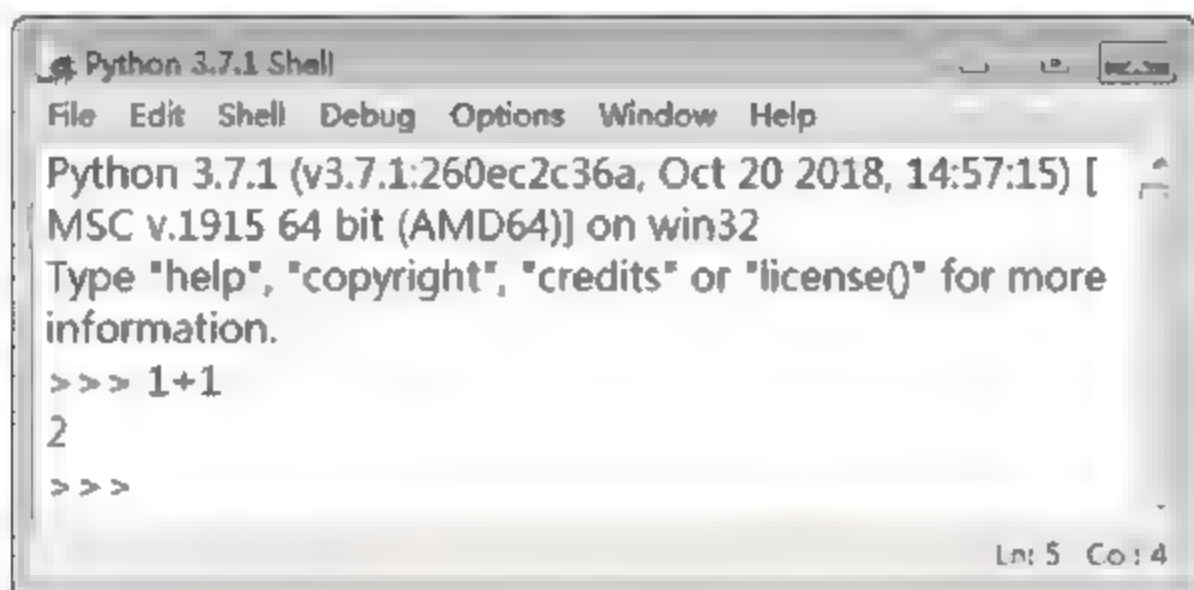 Python 3.7.1 Shell
File Edit Shell Debug Options Window Help
Python 3.7.1 (v3.7.1:260ec2c36a, Oct 20 2018, 14:57:15) [
MSC v.1915 64 bit (AMD64)] on win32
Type "help", "copyright", "credits" or "license()" for more
information.
>>> 1+1
2
>>>
Ln: 5 Co: 4